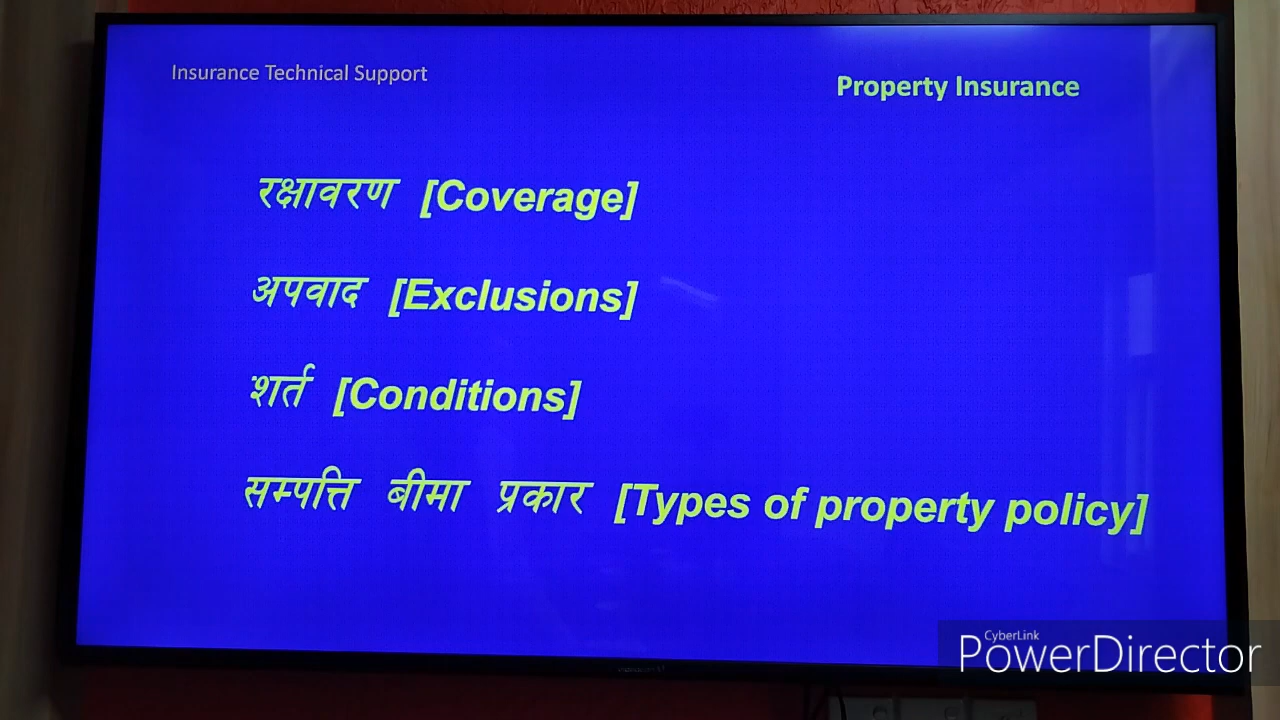 Insurance Technical Support
Property Insurance
रक्षावरण [Coverage]
अपवाद [Exclusions]
शर्त [Conditions]
सम्पत्ति बीमा प्रकार [Types of property policy]
CyberLink
PowerDirector